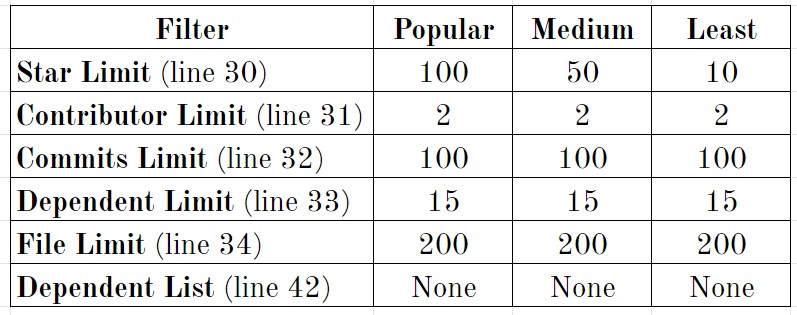 Filter Popular Medium Least
Star Limit (line 30) 100 50 10
Contributor Limit (line 31) 2 2 2
Commits Limit (line 32) 100 100 100
Dependent Limit (line 33) 15 15 15
File Limit (line 34) 200 200 200
Dependent List (line 42) None None None